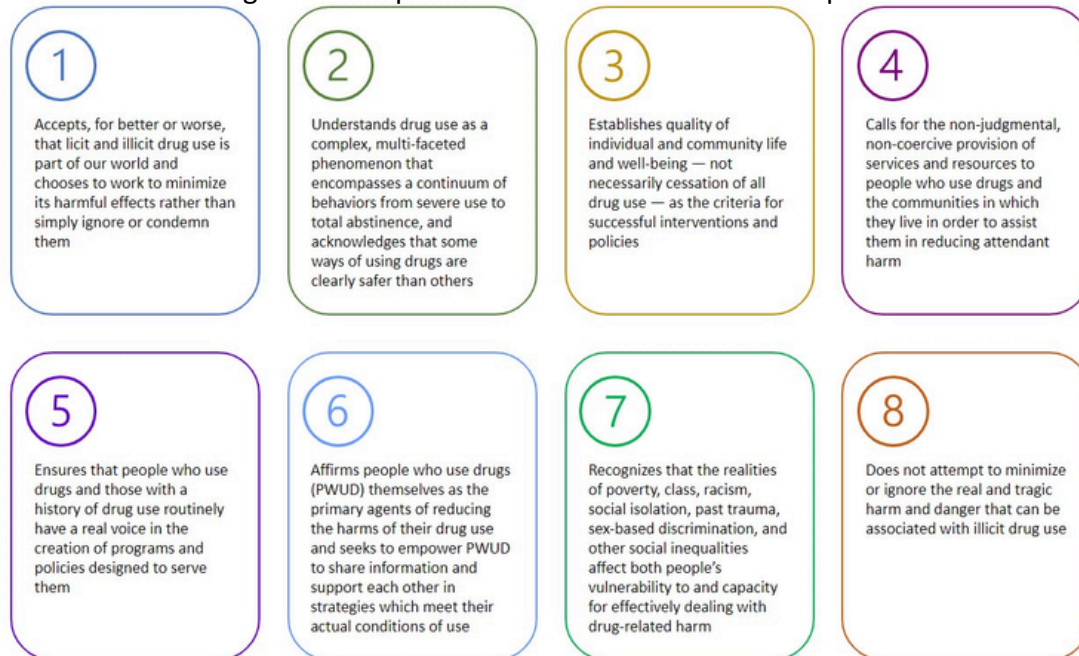 1
Accepts, for better or worse,
that licit and illicit drug use is
part of our world and
chooses to work to minimize
its harmful effects rather than
simply ignore or condemn
them
2
Understands drug use as a
complex, multi-faceted
phenomenon that
encompasses a continuum of
behaviors from severe use to
total abstinence, and
acknowledges that some
ways of using drugs are
clearly safer than others
3
Establishes quality of
individual and community life
and well-being — not
necessarily cessation of all
drug use — as the criteria for
successful interventions and
policies
4
Calls for the non-judgmental,
non-coercive provision of
services and resources to
people who use drugs and
the communities in which
they live in order to assist
them in reducing attendant
harm
5
Ensures that people who use
drugs and those with a
history of drug use routinely
have a real voice in the
creation of programs and
policies designed to serve
them
6
Affirms people who use drugs
(PWUD) themselves as the
primary agents of reducing
the harms of their drug use
and seeks to empower PWUD
to share information and
support each other in
strategies which meet their
actual conditions of use
7
Recognizes that the realities
of poverty, class, racism,
social isolation, past trauma,
sex-based discrimination, and
other social inequalities
affect both people's
vulnerability to and capacity
for effectively dealing with
drug-related harm
8
Does not attempt to minimize
or ignore the real and tragic
harm and danger that can be
associated with illicit drug use